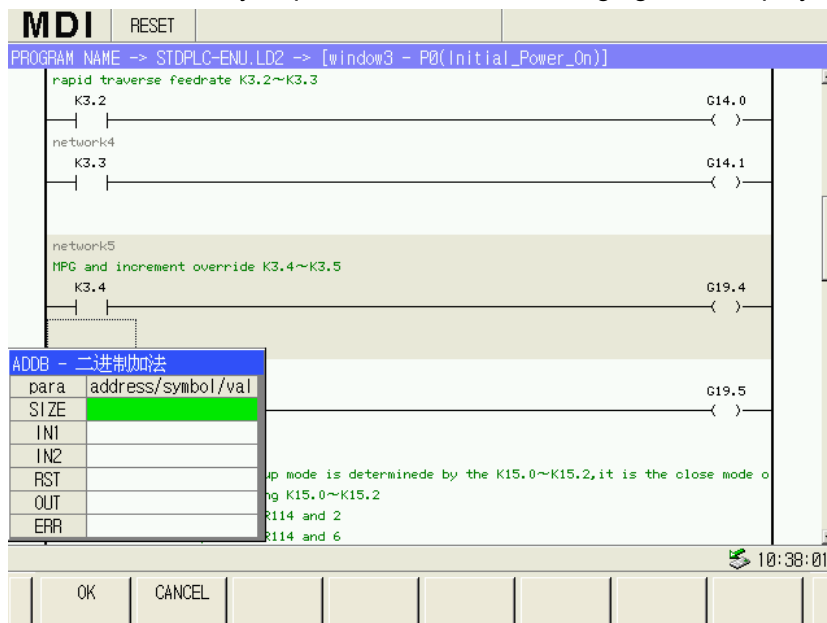 MDI RESET
PROGRAM NAME -> STDPLC-ENU.LD2 -> [window3 - P0(Initial_Power_On)]
rapid traverse feedrate K3.2~K3.3
K3.2 G14.0
network4
K3.3 G14.1
network5
MPG and increment override K3.4~K3.5
K3.4 G19.4
ADDB - 二进制加法
para address/symbol/val
SIZE
IN1
IN2
RST
OUT
ERR
G19.5
up mode is determinede by the K15.0~K15.2,it is the close mode o
ng K15.0~K15.2
R114 and 2
R114 and 6
10:38:01
OK CANCEL